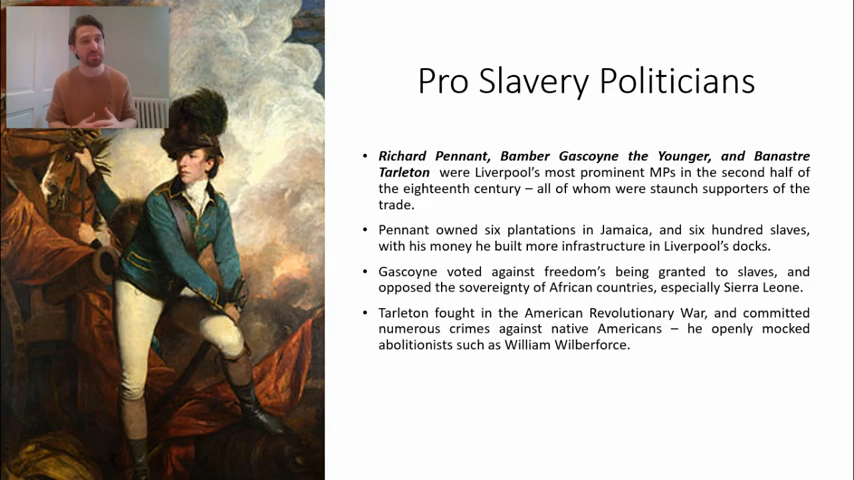 Pro Slavery Politicians
• Richard Pennant, Bamber Gascoyne the Younger, and Banastre
Tarleton were Liverpool's most prominent MPs in the second half of
the eighteenth century – all of whom were staunch supporters of the
trade.
• Pennant owned six plantations in Jamaica, and six hundred slaves,
with his money he built more infrastructure in Liverpool's docks.
• Gascoyne voted against freedom's being granted to slaves, and
opposed the sovereignty of African countries, especially Sierra Leone.
• Tarleton fought in the American Revolutionary War, and committed
numerous crimes against native Americans – he openly mocked
abolitionists such as William Wilberforce.